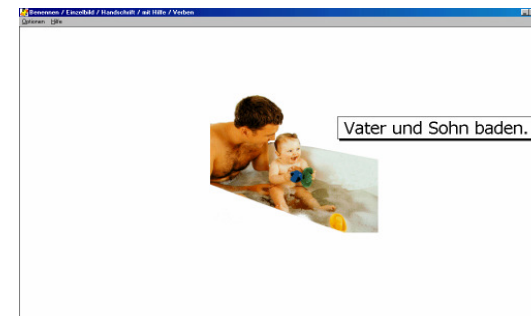 Benennen / Einzelbild / Handschrift / mit Hilfe / Verben
Optionen Hilfe
Vater und Sohn baden.